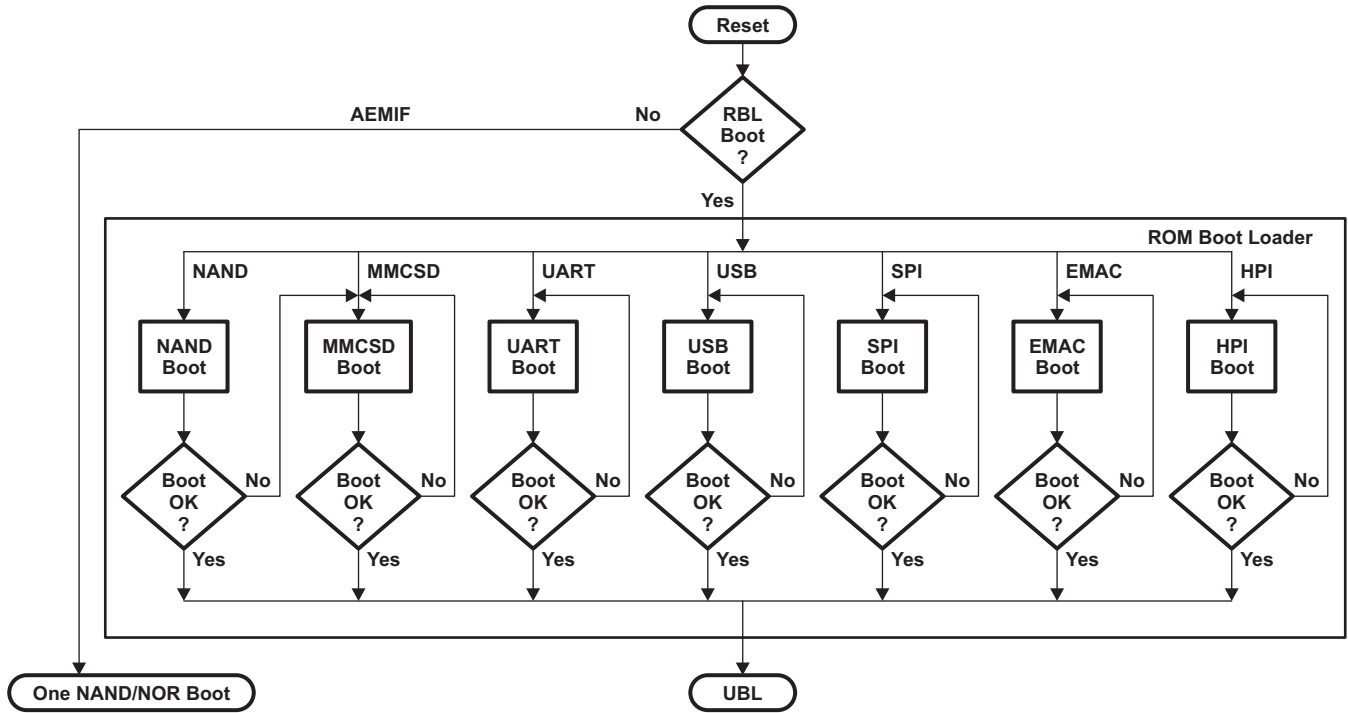 Reset
AEMIF
No
RBL
Boot
?
Yes
ROM Boot Loader
NAND
MMCSD
UART
USB
SPI
EMAC
HPI
NAND
Boot
MMCSD
Boot
UART
Boot
USB
Boot
SPI
Boot
EMAC
Boot
HPI
Boot
Boot
OK
?
No
Boot
OK
?
No
Boot
OK
?
No
Boot
OK
?
No
Boot
OK
?
No
Boot
OK
?
No
Boot
OK
?
No
Yes
Yes
Yes
Yes
Yes
Yes
Yes
One NAND/NOR Boot
UBL